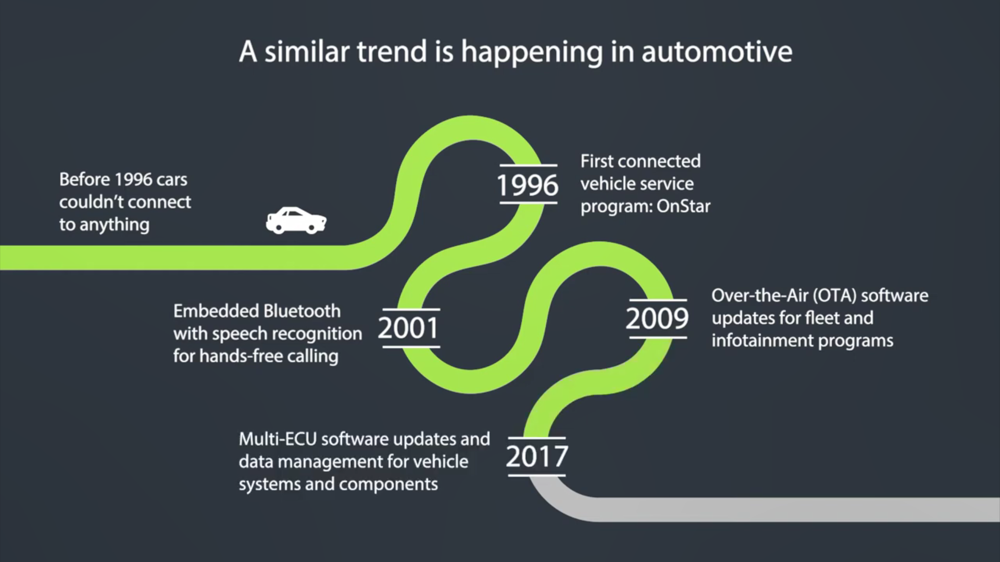 A similar trend is happening in automotive
Before 1996 cars
couldn’t connect
to anything
1996
First connected
vehicle service
program: OnStar
Embedded Bluetooth
with speech recognition
for hands-free calling
2001
2009
Over-the-Air (OTA) software
updates for fleet and
infotainment programs
Multi-ECU software updates and
data management for vehicle
systems and components
2017